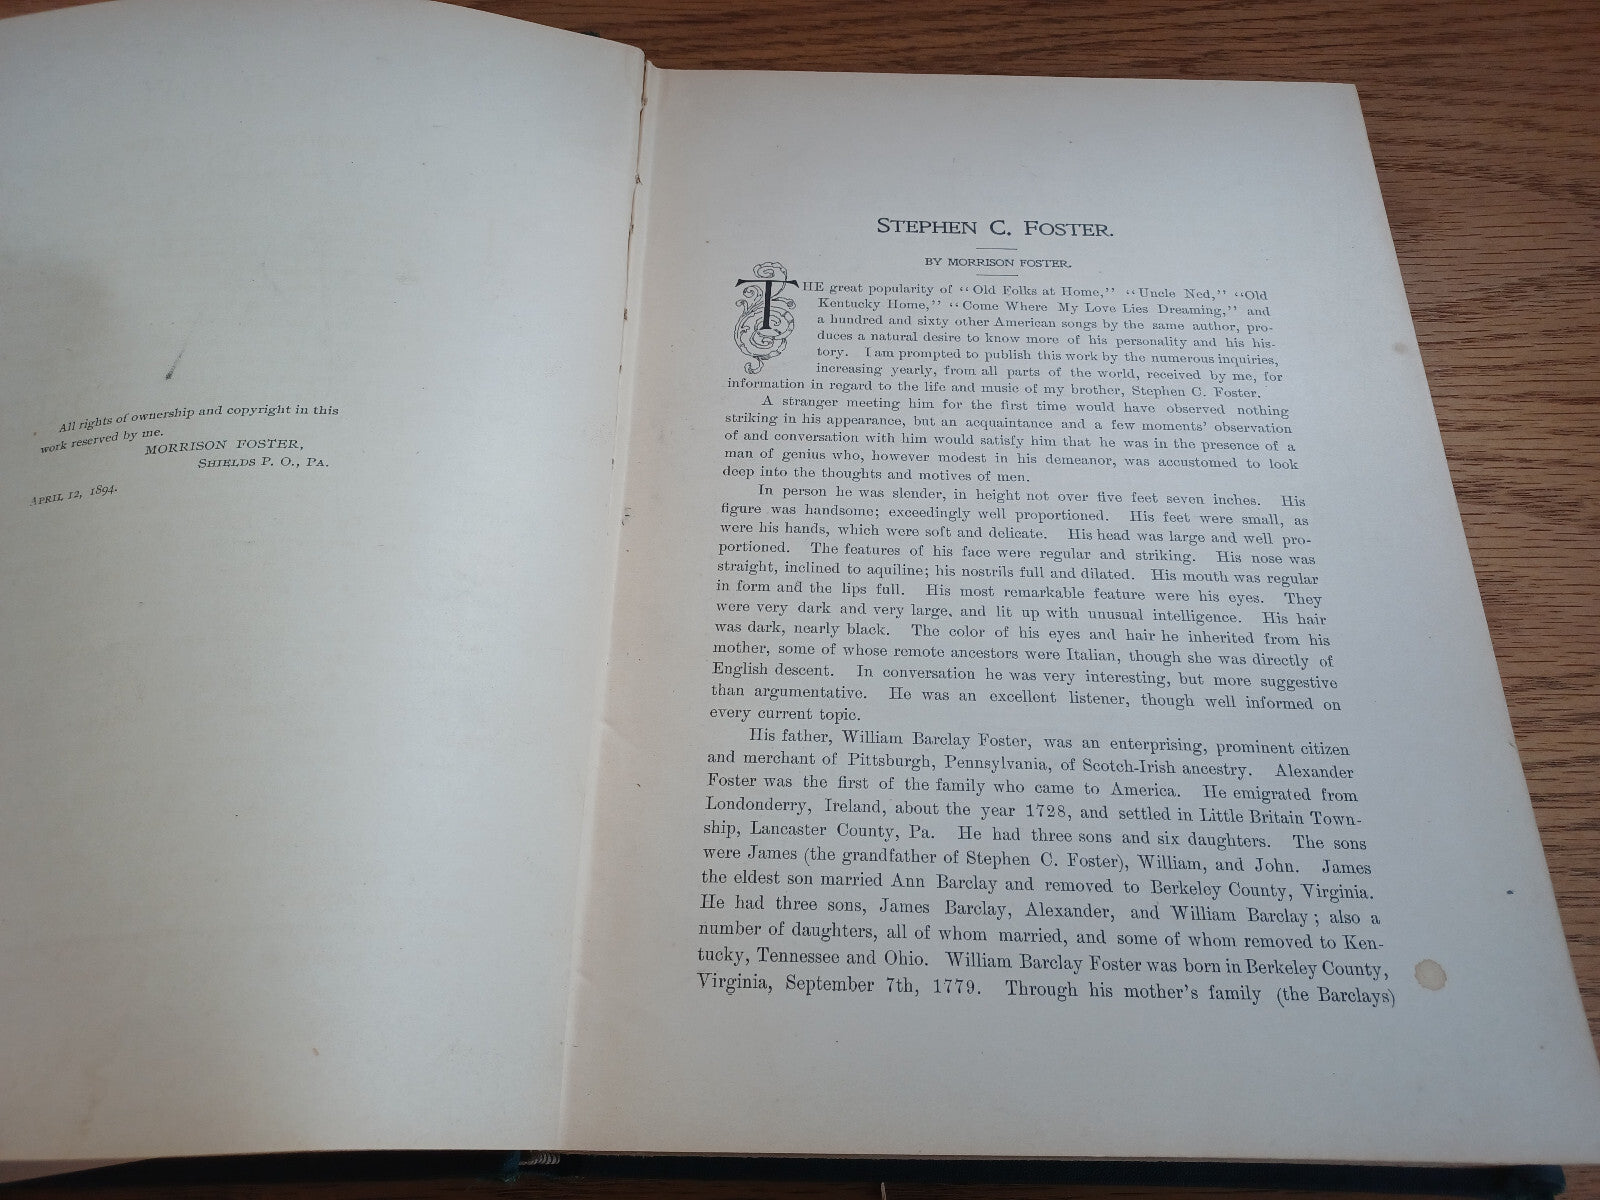 All rights of ownership and copyright in this
work reserved by me.
MORRISON FOSTER,
SHIELDS P. O., PA.
APRIL 12, 1894.
STEPHEN C. FOSTER.
BY MORRISON FOSTER.
THE great popularity of “Old Folks at Home,” “Uncle Ned,” “Old
Kentucky Home,” “Come Where My Love Lies Dreaming,” and
a hundred and sixty other American songs by the same author, pro-
duces a natural desire to know more of his personality and his his-
tory. I am prompted to publish this work by the numerous inquiries,
increasing yearly, from all parts of the world, received by me, for
information in regard to the life and music of my brother, Stephen C. Foster.
A stranger meeting him for the first time would have observed nothing
striking in his appearance, but an acquaintance and a few moments' observation
of and conversation with him would satisfy him that he was in the presence of a
man of genius who, however modest in his demeanor, was accustomed to look
deep into the thoughts and motives of men.
In person he was slender, in height not over five feet seven inches. His
figure was handsome; exceedingly well proportioned. His feet were small, as
were his hands, which were soft and delicate. His head was large and well pro-
portioned. The features of his face were regular and striking. His nose was
straight, inclined to aquiline; his nostrils full and dilated. His mouth was regular
in form and the lips full. His most remarkable feature were his eyes. They
were very dark and very large, and lit up with unusual intelligence. His hair
was dark, nearly black. The color of his eyes and hair he inherited from his
mother, some of whose remote ancestors were Italian, though she was directly of
English descent. In conversation he was very interesting, but more suggestive
than argumentative. He was an excellent listener, though well informed on
every current topic.
His father, William Barclay Foster, was an enterprising, prominent citizen
and merchant of Pittsburgh, Pennsylvania, of Scotch-Irish ancestry. Alexander
Foster was the first of the family who came to America. He emigrated from
Londonderry, Ireland, about the year 1728, and settled in Little Britain Town-
ship, Lancaster County, Pa. He had three sons and six daughters. The sons
were James (the grandfather of Stephen C. Foster), William, and John. James
the eldest son married Ann Barclay and removed to Berkeley County, Virginia.
He had three sons, James Barclay, Alexander, and William Barclay; also a
number of daughters, all of whom married, and some of whom removed to Ken-
tucky, Tennessee and Ohio. William Barclay Foster was born in Berkeley County,
Virginia, September 7th, 1779. Through his mother's family (the Barclays)